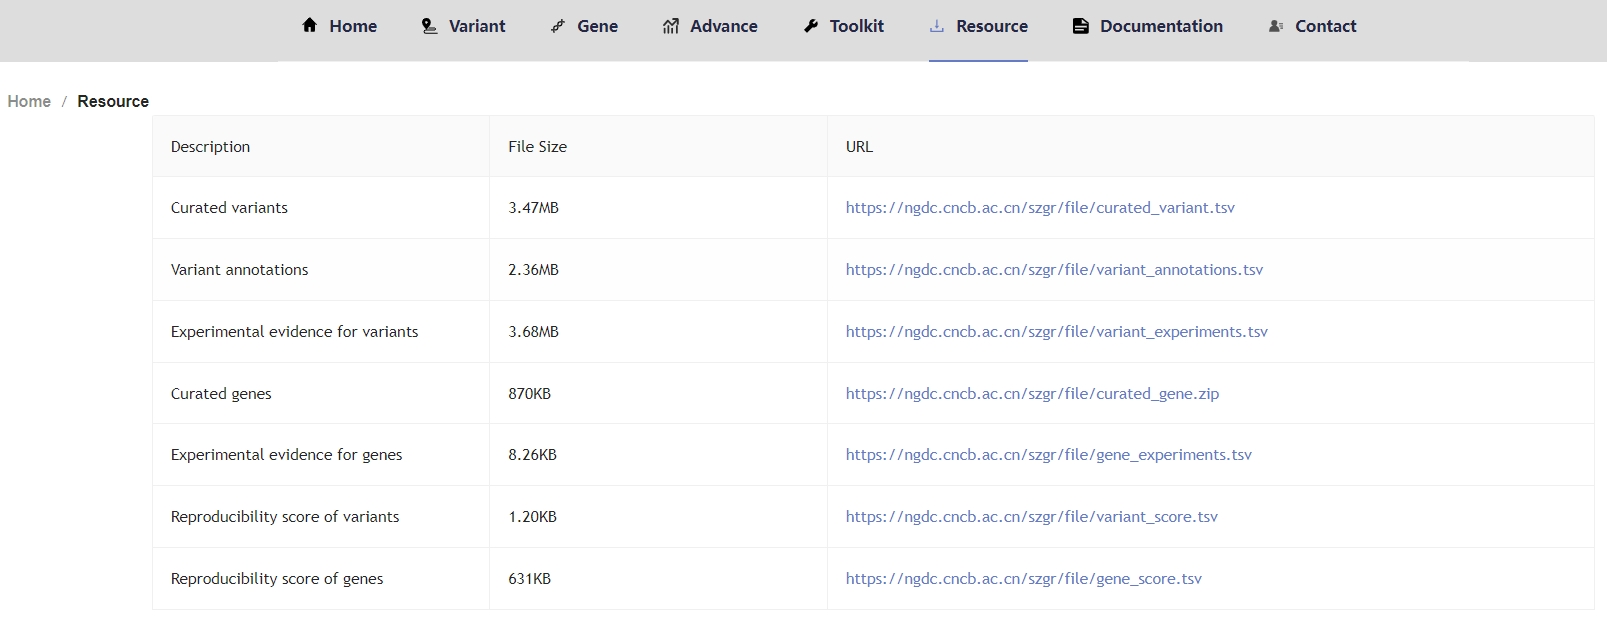 Home Variant Gene Advance Toolkit Resource Documentation Contact
Home / Resource
Description File Size URL
Curated variants 3.47MB https://ngdc.cncb.ac.cn/szgr/file/curated_variant.tsv
Variant annotations 2.36MB https://ngdc.cncb.ac.cn/szgr/file/variant_annotations.tsv
Experimental evidence for variants 3.68MB https://ngdc.cncb.ac.cn/szgr/file/variant_experiments.tsv
Curated genes 870KB https://ngdc.cncb.ac.cn/szgr/file/curated_gene.zip
Experimental evidence for genes 8.26KB https://ngdc.cncb.ac.cn/szgr/file/gene_experiments.tsv
Reproducibility score of variants 1.20KB https://ngdc.cncb.ac.cn/szgr/file/variant_score.tsv
Reproducibility score of genes 631KB https://ngdc.cncb.ac.cn/szgr/file/gene_score.tsv